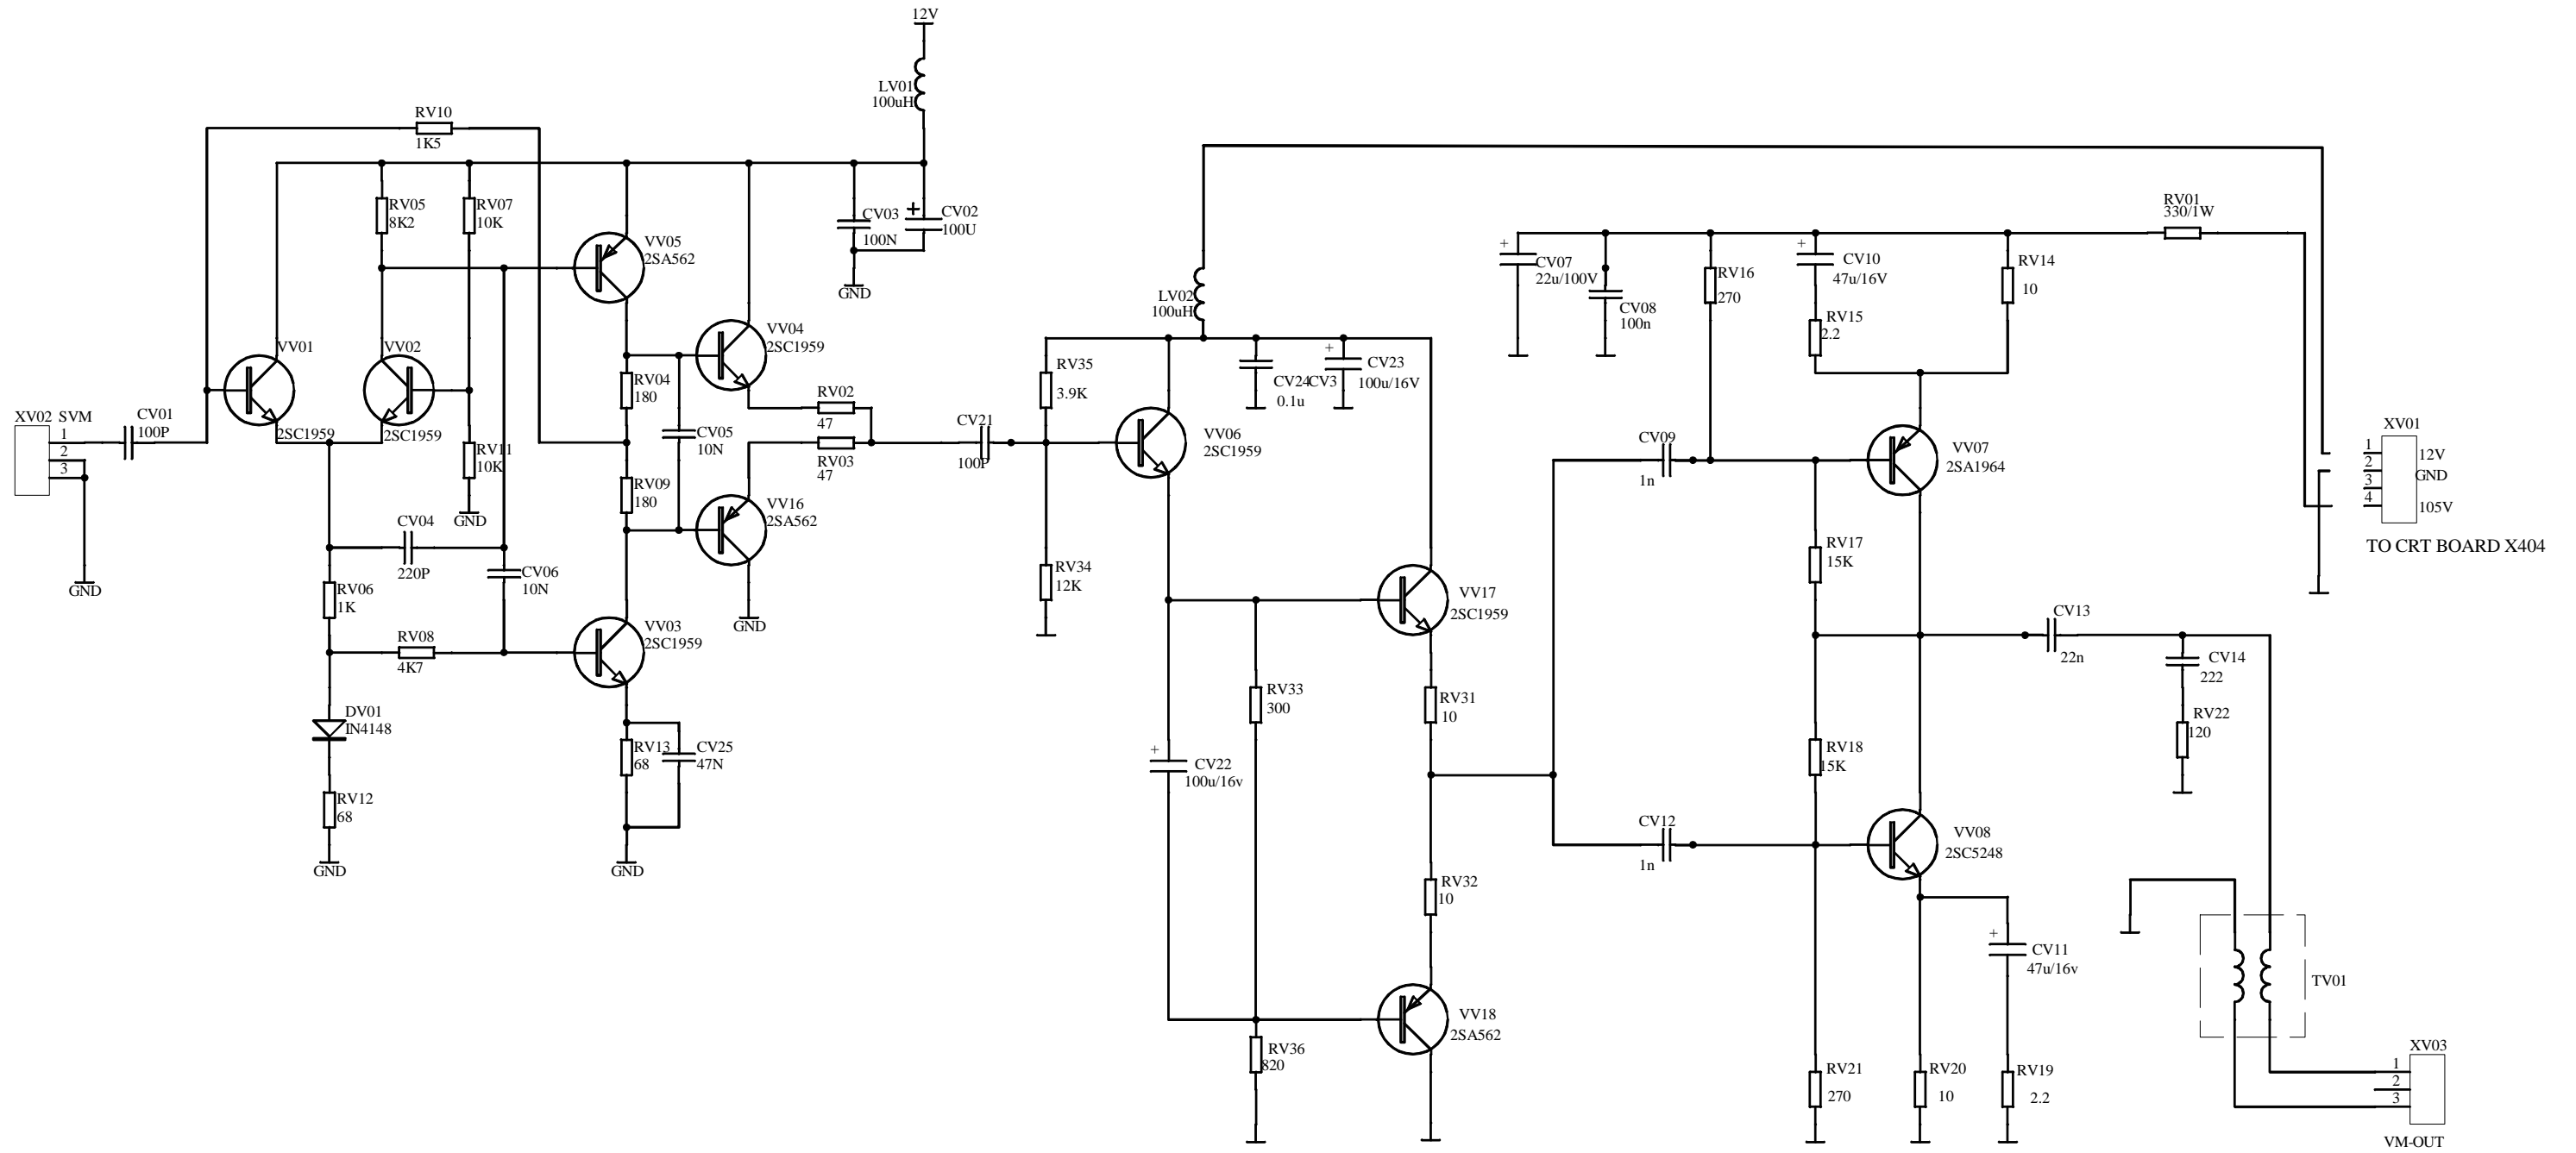 12V
LV01
100uH
RV10
1K5
RV05
8K2
RV07
10K
CV03
100N
+
CV02
100U
GND
VV05
2SA562
VV04
2SC1959
VV01
2SC1959
VV02
2SC1959
XV02 SVM
1
2
3
GND
CV01
100P
RV11
10K
GND
RV04
180
RV09
180
CV05
10N
RV02
47
RV03
47
VV16
2SA562
GND
CV04
220P
CV06
10N
RV06
1K
RV08
4K7
VV03
2SC1959
DV01
IN4148
RV12
68
GND
RV13
68
CV25
47N
GND
CV21
100P
LV02
100uH
RV35
3.9K
RV34
12K
VV06
2SC1959
CV24CV3
0.1u
+
CV23
100u/16V
VV17
2SC1959
RV33
300
+
CV22
100u/16v
RV31
10
RV32
10
VV18
2SA562
RV36
820
+
CV07
22u/100V
CV08
100n
RV16
270
+
CV10
47u/16V
RV15
2.2
RV14
10
RV01
330/1W
CV09
1n
VV07
2SA1964
RV17
15K
RV18
15K
CV12
1n
VV08
2SC5248
CV13
22n
CV14
222
RV22
120
+
CV11
47u/16v
RV21
270
RV20
10
RV19
2.2
XV01
1
2
3
4
12V
GND
105V
TO CRT BOARD X404
TV01
XV03
1
2
3
VM-OUT